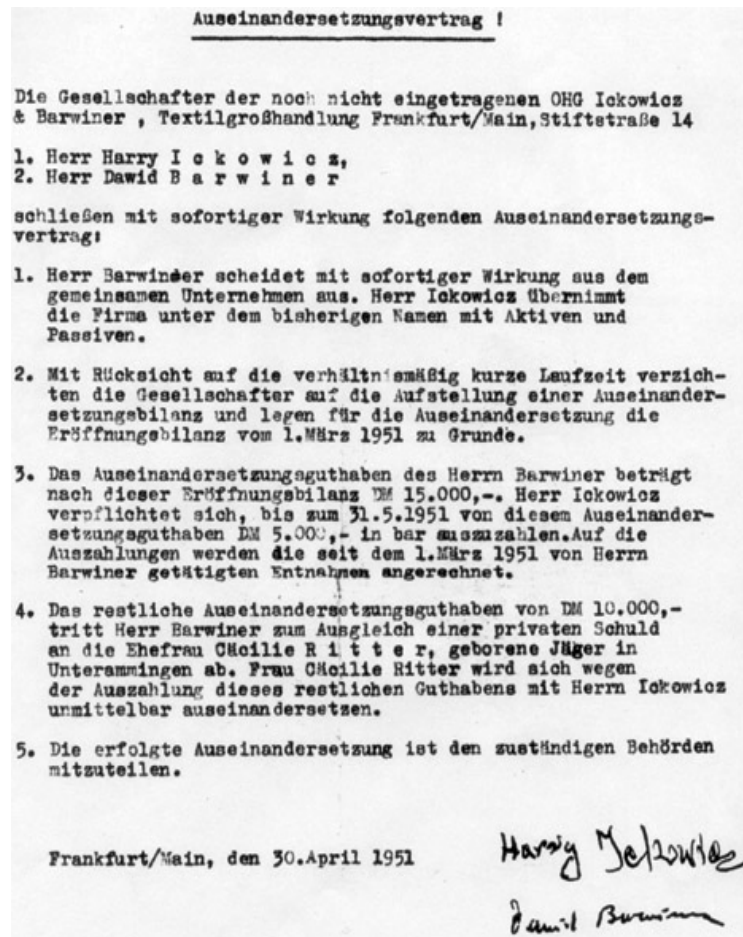 Auseinandersetzungsvertrag !
Die Gesellschafter der noch nicht eingetragenen OHG Ickowicz
& Barwiner , Textilgroßhandlung Frankfurt/Main,Stiftstraße 14
1. Herr Harry I c k o w i c z,
2. Herr Dawid B a r w i n e r
schließen mit sofortiger Wirkung folgenden Auseinandersetzungs-
vertrag:
1. Herr Barwinder scheidet mit sofortiger Wirkung aus dem
gemeinsamen Unternehmen aus. Herr Ickowicz übernimmt
die Firma unter dem bisherigen Namen mit Aktiven und
Passiven.
2. Mit Rücksicht auf die verhältnismäßig kurze Laufzeit verzich-
ten die Gesellschafter auf die Aufstellung einer Auseinander-
setzungsbilanz und legen für die Auseinandersetzung die
Eröffnungsbilanz vom 1.März 1951 zu Grunde.
3. Das Auseinandersetzungsguthaben des Herrn Barwiner beträgt
nach dieser Eröffnungsbilanz DM 15.000,-. Herr Ickowicz
verpflichtet sich, bis zum 31.5.1951 von diesem Auseinander-
setzungsguthaben DM 5.000,- in bar auszuzahlen.Auf die
Auszahlungen werden die seit dem 1.März 1951 von Herrn
Barwiner getätigten Entnahmen angerechnet.
4. Das restliche Auseinandersetzungsguthaben von DM 10.000,-
tritt Herr Barwiner zum Ausgleich einer privaten Schuld
an die Ehefrau Cäcilie R i t t e r, geborene Jäger in
Unterammingen ab. Frau Cäcilie Ritter wird sich wegen
der Auszahlung dieses restlichen Guthabens mit Herrn Ickowicz
unmittelbar auseinandersetzen.
5. Die erfolgte Auseinandersetzung ist den zuständigen Behörden
mitzuteilen.
Frankfurt/Main, den 30.April 1951